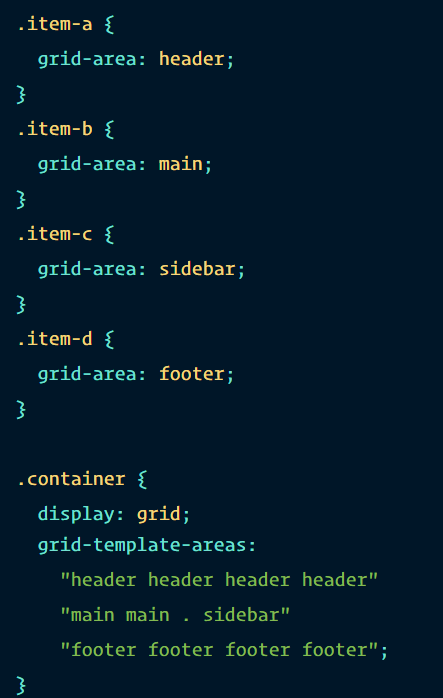 .item-a {
  grid-area: header;
}
.item-b {
  grid-area: main;
}
.item-c {
  grid-area: sidebar;
}
.item-d {
  grid-area: footer;
}

.container {
  display: grid;
  grid-template-areas:
    "header header header header"
    "main main . sidebar"
    "footer footer footer footer";
}